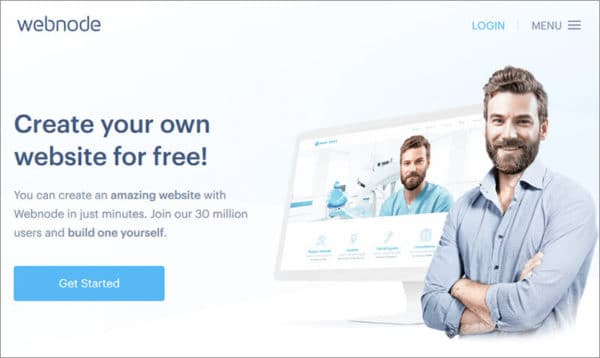 webnode
LOGIN
MENU
Create your own
website for free!
You can create an amazing website with
Webnode in just minutes. Join our 30 million
users and build one yourself.
Get Started